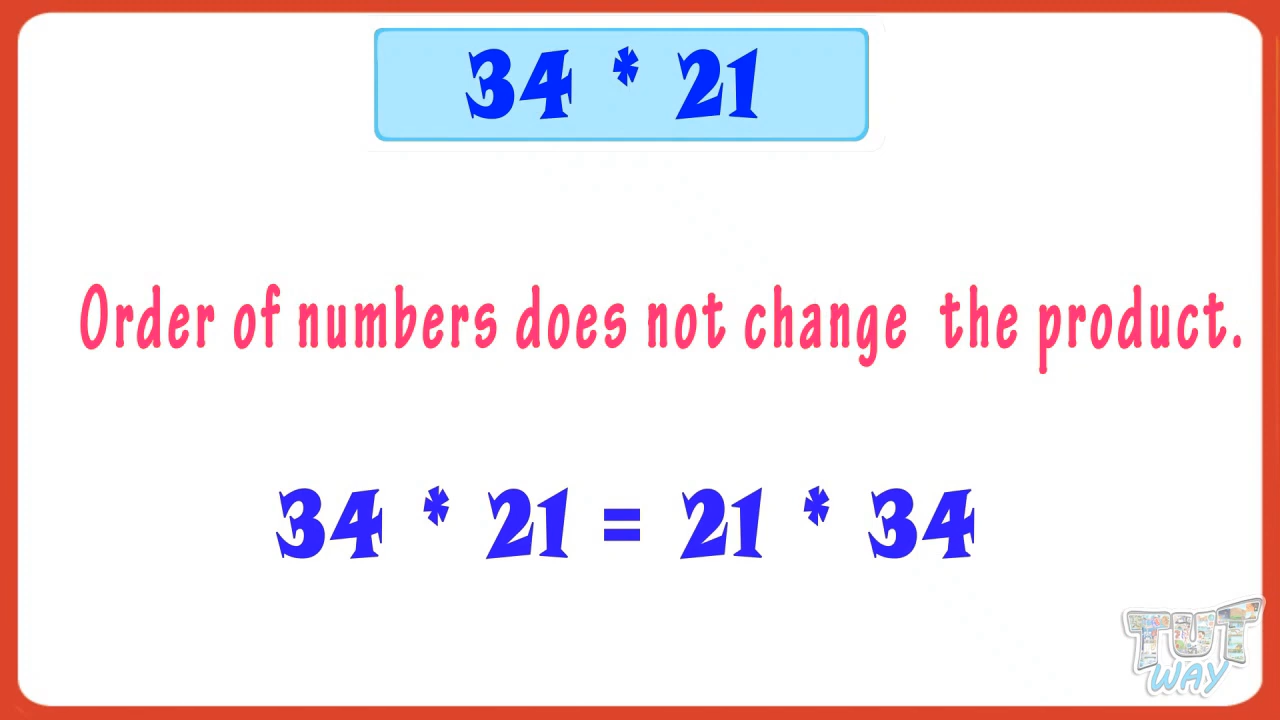 34 * 21
Order of numbers does not change the product.
34 * 21 = 21 * 34
TUT
WAY